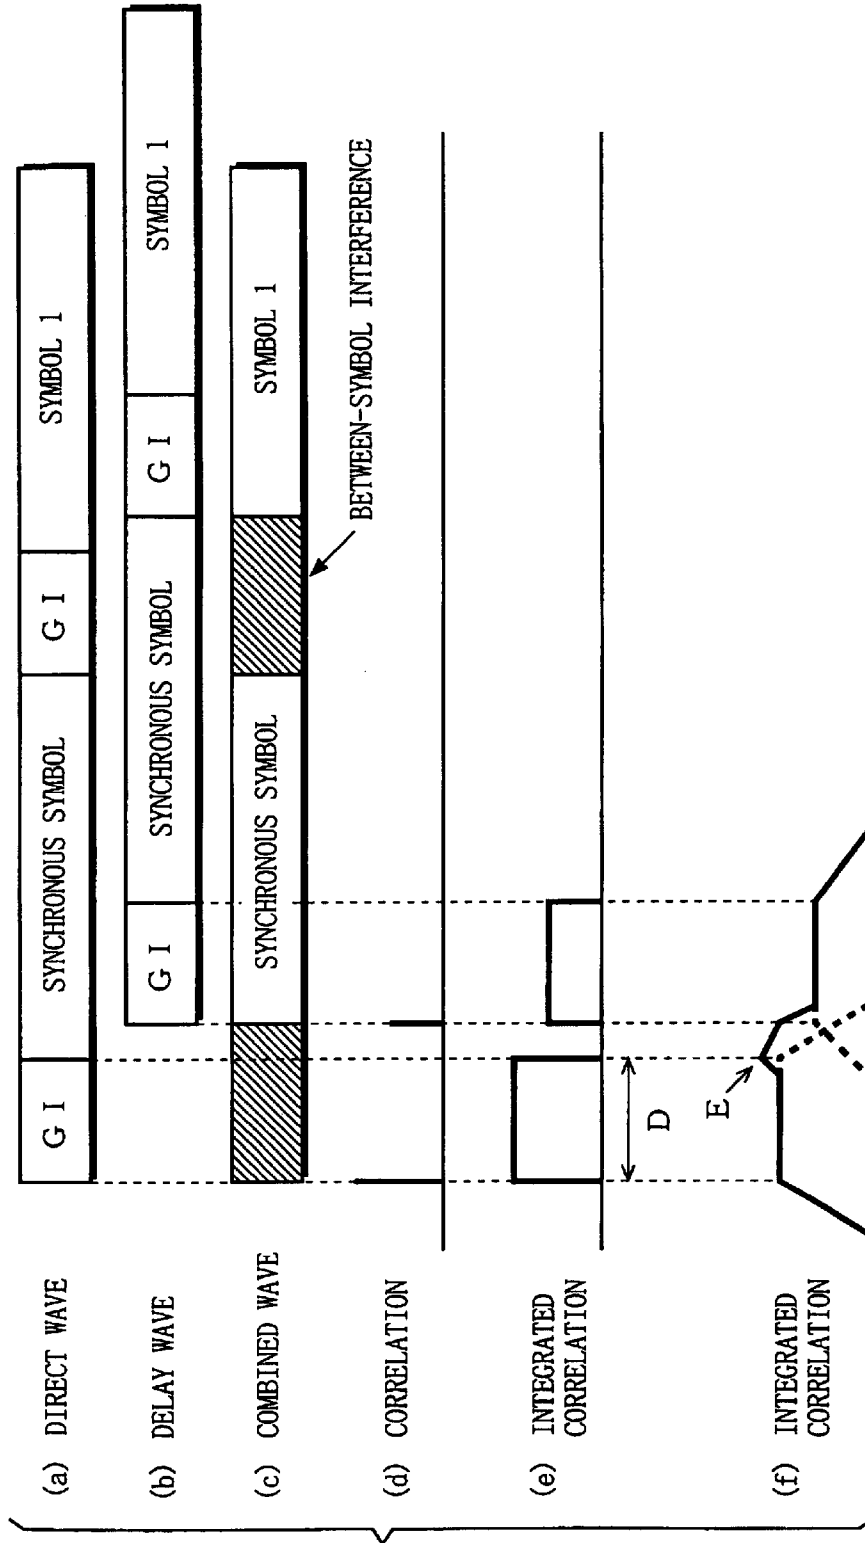 (a) DIRECT WAVE
G I
SYNCHRONOUS SYMBOL
G I
SYMBOL 1
(b) DELAY WAVE
G I
SYNCHRONOUS SYMBOL
G I
SYMBOL 1
(c) COMBINED WAVE
SYNCHRONOUS SYMBOL
SYMBOL 1
BETWEEN-SYMBOL INTERFERENCE
(d) CORRELATION
(e) INTEGRATED
CORRELATION
D
(f) INTEGRATED
CORRELATION
E